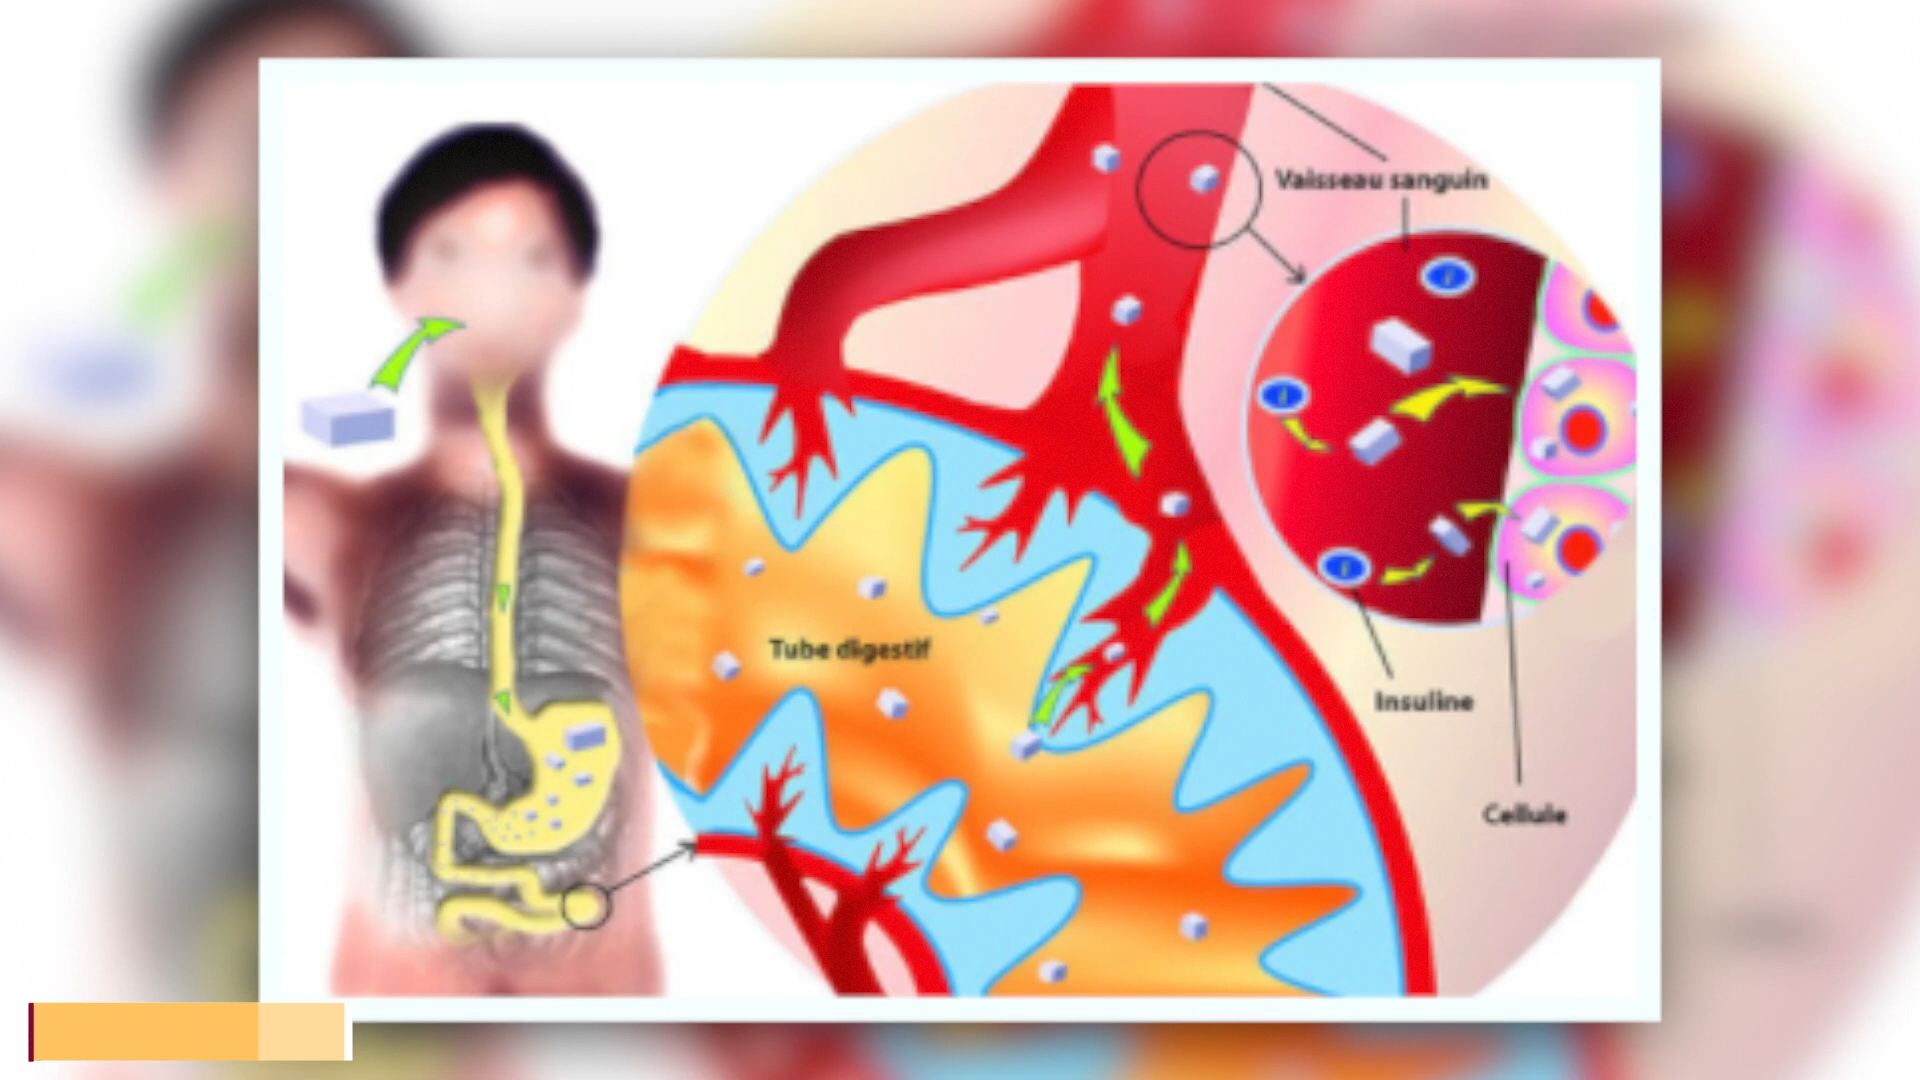 Vaisseau sanguin
Tube digestif
Insuline
Cellule